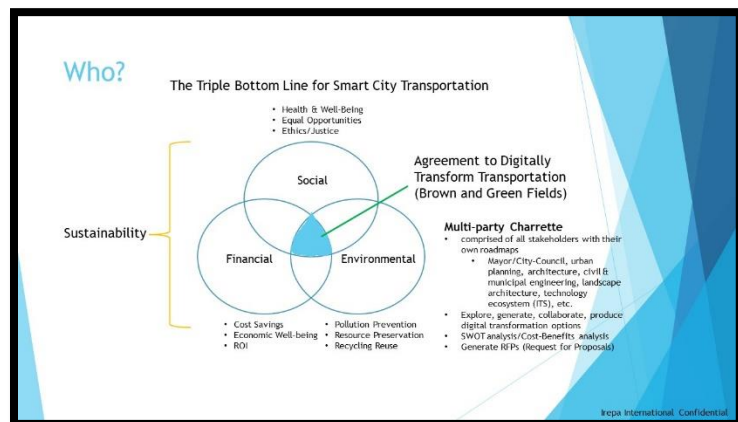 Who?
The Triple Bottom Line for Smart City Transportation
• Health & Well-Being
• Equal Opportunities
• Ethics/Justice
Social
Agreement to Digitally
Transform Transportation
(Brown and Green Fields)
Sustainability
Financial
Environmental
Multi-party Charrette
• comprised of all stakeholders with their
own roadmaps
• Mayor/City-Council, urban
planning, architecture, civil &
municipal engineering, landscape
architecture, technology
ecosystem (ITS), etc.
• Explore, generate, collaborate, produce
digital transformation options
• SWOT analysis/Cost-Benefits analysis
• Generate RFPs (Request for Proposals)
• Cost Savings
• Economic Well-being
• ROI
• Pollution Prevention
• Resource Preservation
• Recycling Reuse
Irepa International Confidential